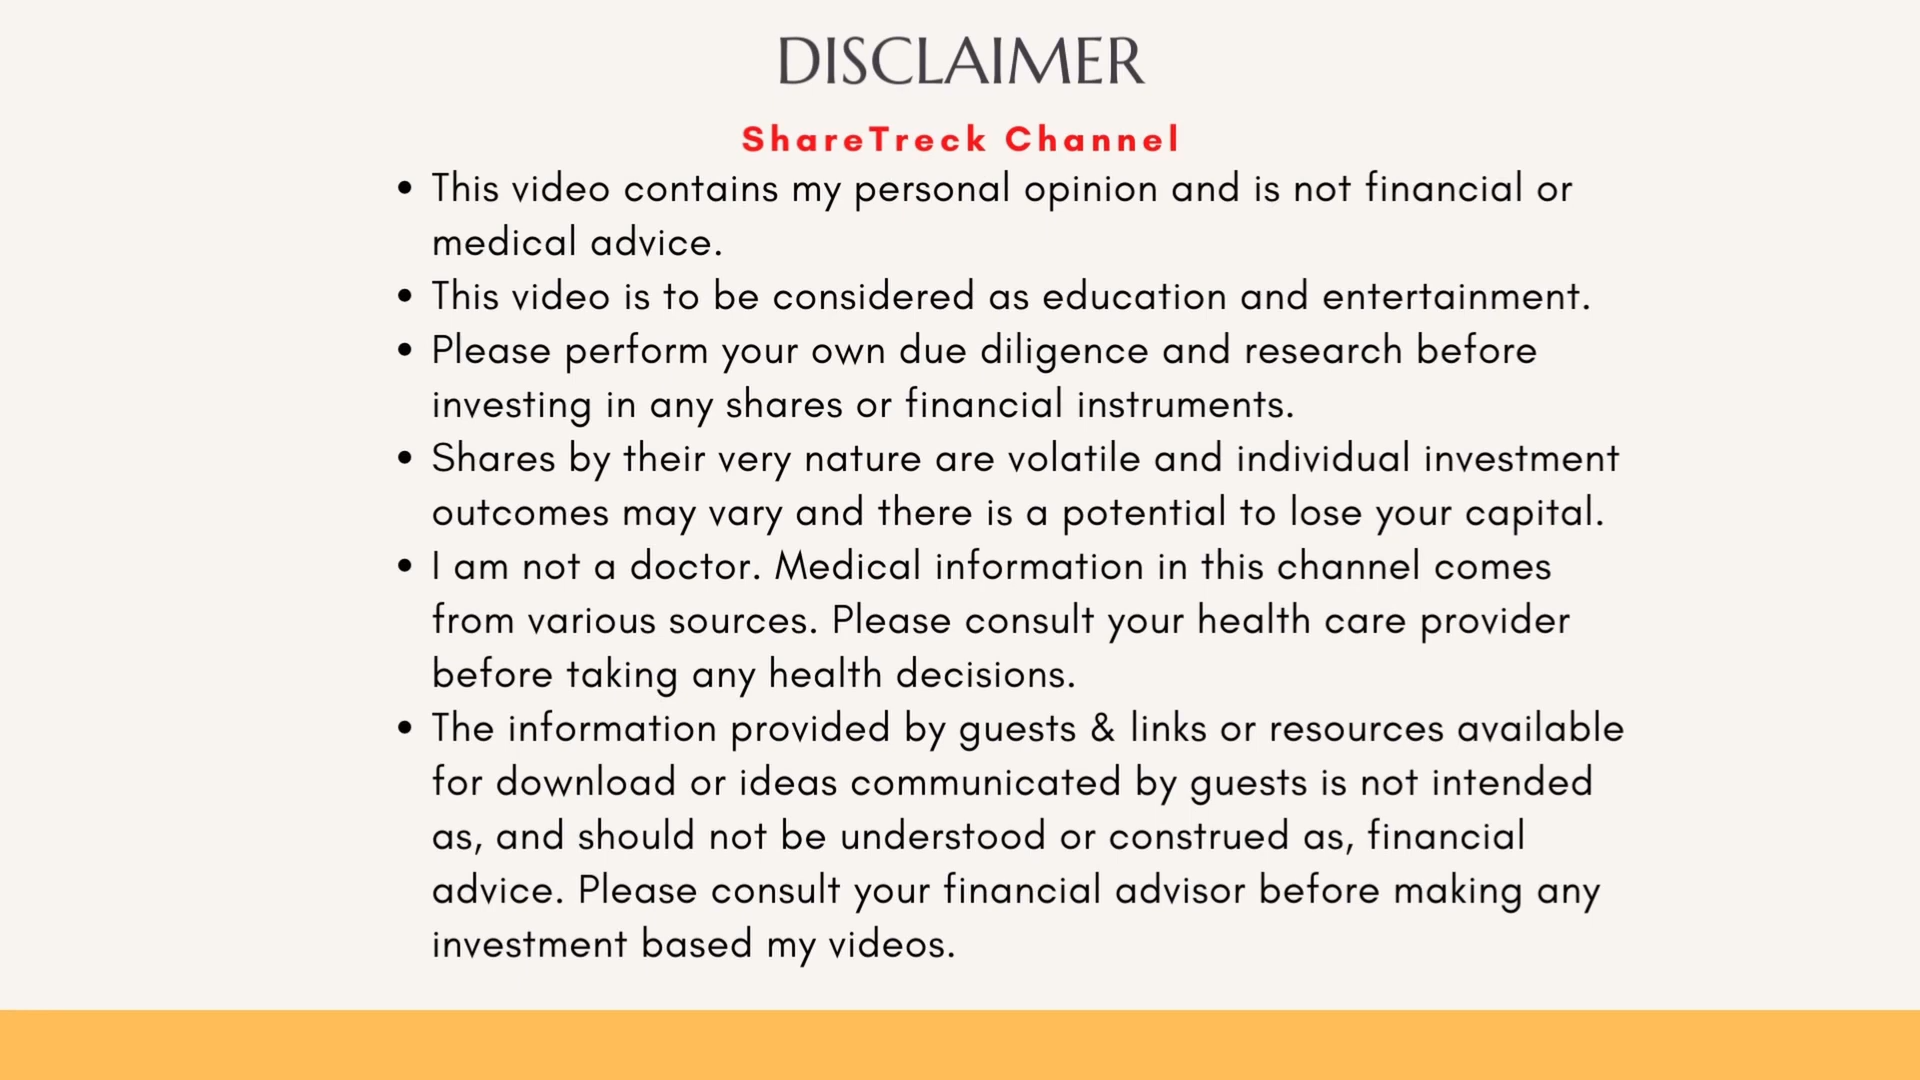 DISCLAIMER
ShareTreck Channel
• This video contains my personal opinion and is not financial or
medical advice.
• This video is to be considered as education and entertainment.
• Please perform your own due diligence and research before
investing in any shares or financial instruments.
• Shares by their very nature are volatile and individual investment
outcomes may vary and there is a potential to lose your capital.
• I am not a doctor. Medical information in this channel comes
from various sources. Please consult your health care provider
before taking any health decisions.
• The information provided by guests & links or resources available
for download or ideas communicated by guests is not intended
as, and should not be understood or construed as, financial
advice. Please consult your financial advisor before making any
investment based my videos.